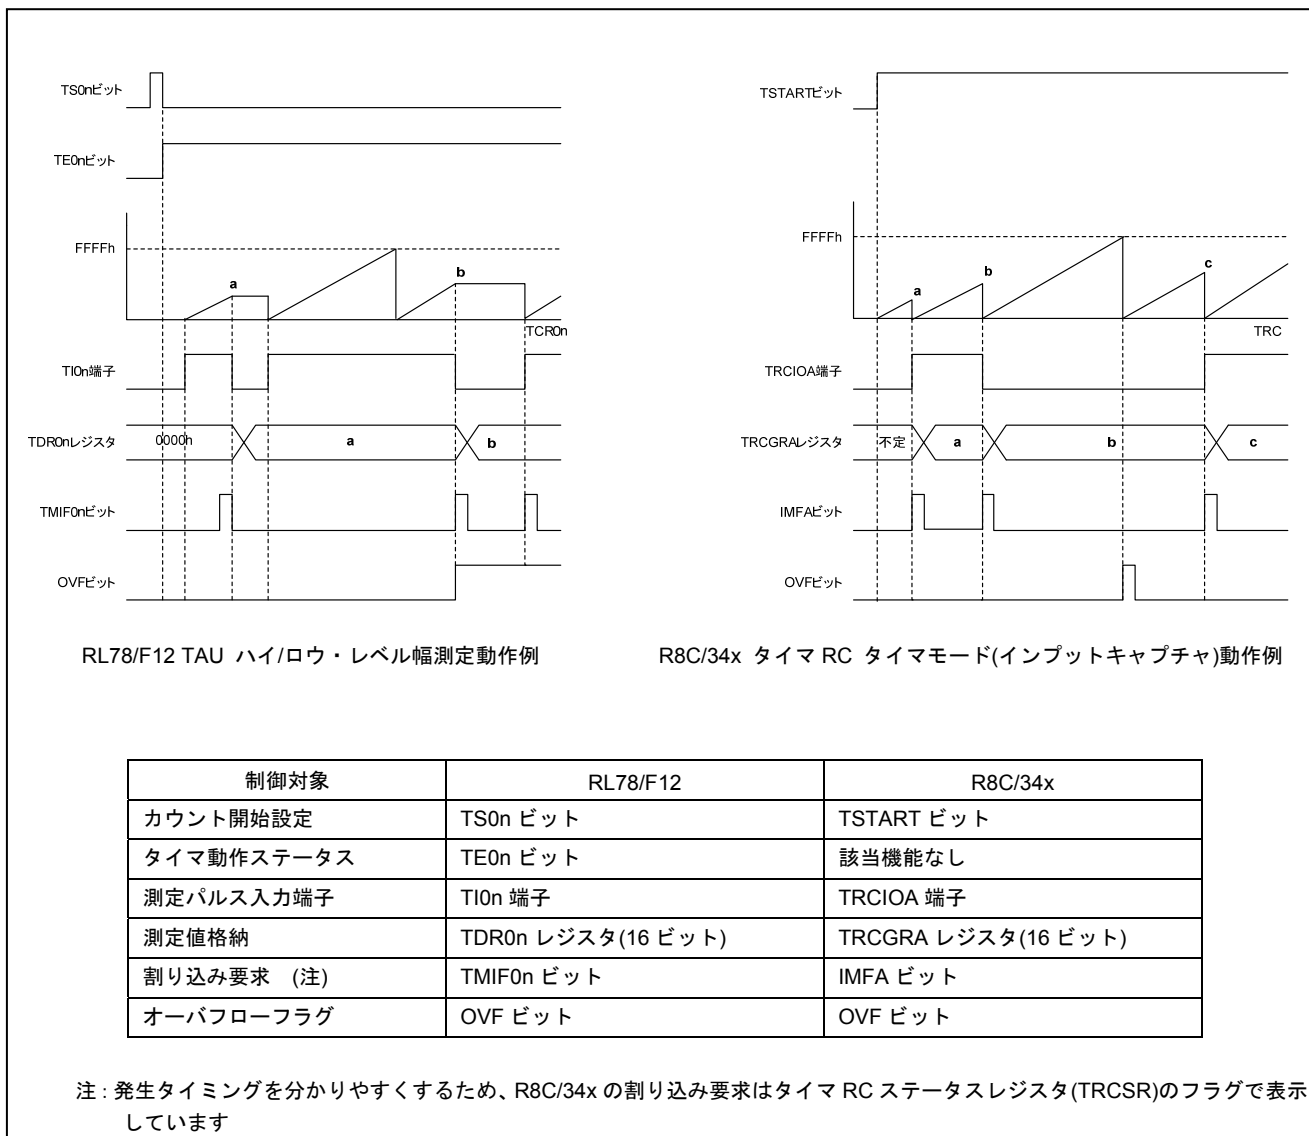 TS0nビット
TE0nビット
FFFFh
a
b
TCR0n
TI0n端子
TDR0nレジスタ
0000h
a
b
TMIF0nビット
OVFビット
RL78/F12 TAU ハイ/ロウ・レベル幅測定動作例
TSTARTビット
FFFFh
a
b
c
TRC
TRCIOA端子
TRCGRAレジスタ
不定
a
b
c
IMFAビット
OVFビット
R8C/34x タイマ RC タイマモード(インプットキャプチャ)動作例
制御対象 RL78/F12 R8C/34x
カウント開始設定 TS0n ビット TSTART ビット
タイマ動作ステータス TE0n ビット 該当機能なし
測定パルス入力端子 TI0n 端子 TRCIOA 端子
測定値格納 TDR0n レジスタ(16 ビット) TRCGRA レジスタ(16 ビット)
割り込み要求 (注) TMIF0n ビット IMFA ビット
オーバフローフラグ OVF ビット OVF ビット
注 : 発生タイミングを分かりやすくするため、R8C/34x の割り込み要求はタイマ RC ステータスレジスタ(TRCSR)のフラグで表示
しています